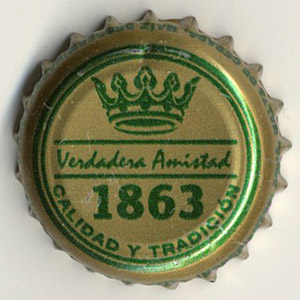 Verdadera Amistad
1863
CALIDAD Y TRADICIÓN